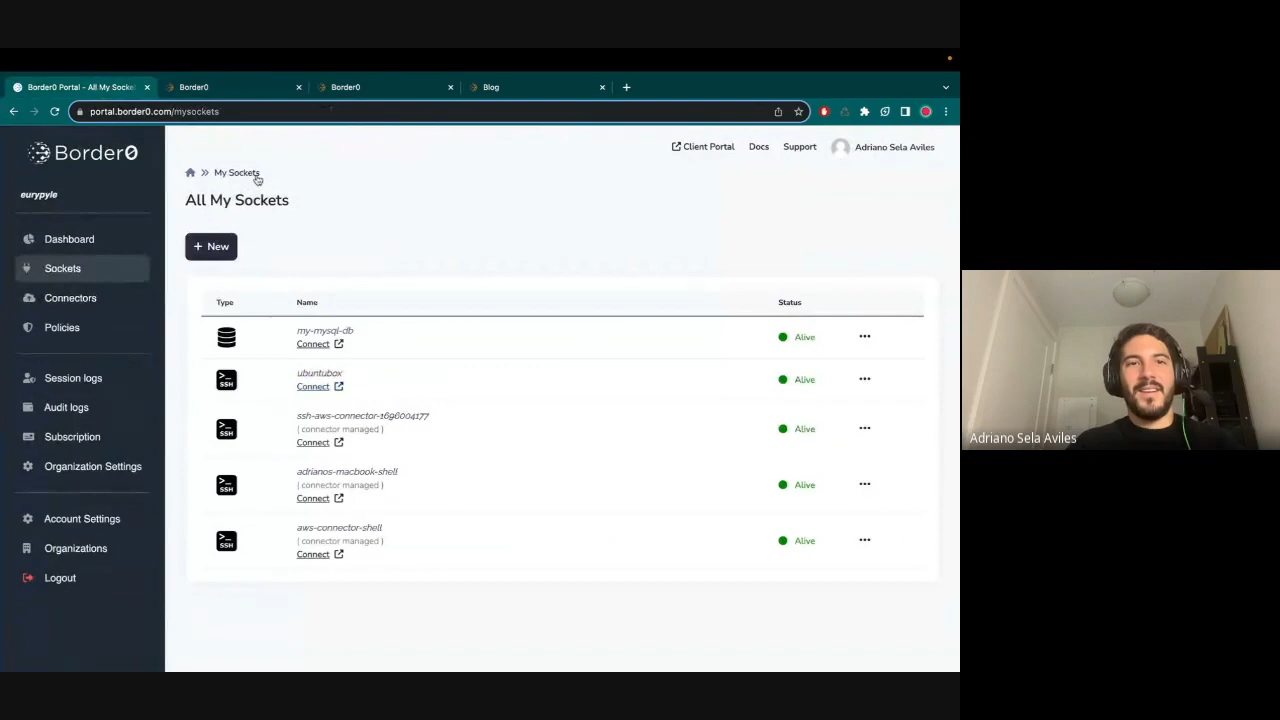 Border0 Portal - All My Socke
Border0
Border0
Blog
portal.border0.com/mysockets
Border0
eurypyle
Dashboard
Sockets
Connectors
Policies
Session logs
Audit logs
Subscription
Organization Settings
Account Settings
Organizations
Logout
Client Portal
Docs
Support
Adriano Sela Aviles
My Sockets
All My Sockets
+ New
Type Name Status
my-mysql-db
Connect
Alive
>_ SSH
ubuntubox
Connect
Alive
>_ SSH
ssh-aws-connector-1696004177
( connector managed )
Connect
Alive
>_ SSH
adrianos-macbook-shell
( connector managed )
Connect
Alive
>_ SSH
aws-connector-shell
( connector managed )
Connect
Alive
Adriano Sela Aviles